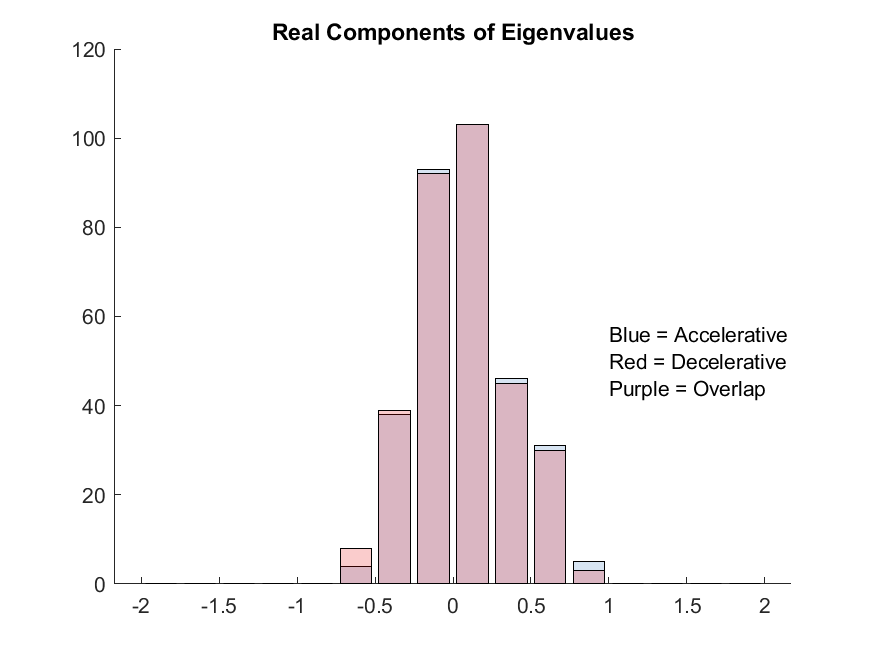 Real Components of Eigenvalues
120
100
80
60
40
20
0
Blue = Accelerative
Red = Decelerative
Purple = Overlap
-2 -1.5 -1 -0.5 0 0.5 1 1.5 2